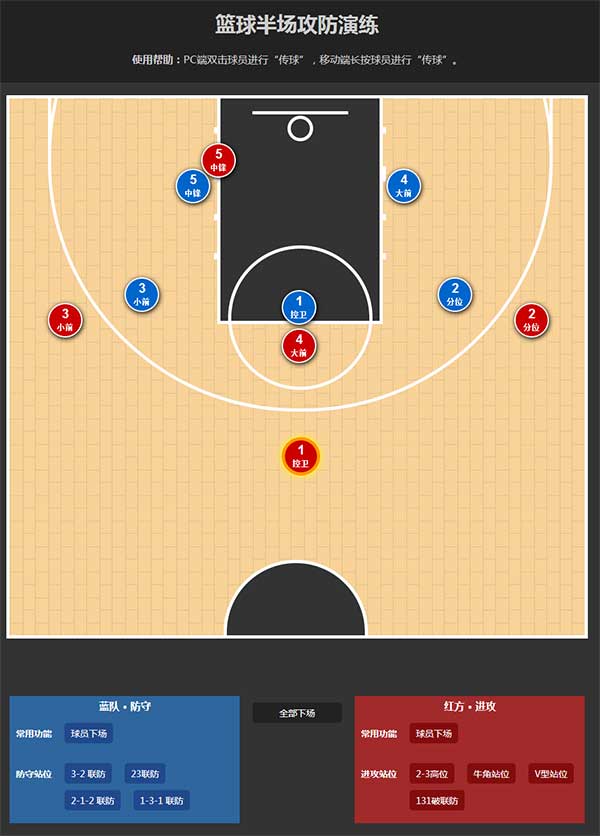 篮球半场攻防演练
使用帮助：PC端双击球员进行“传球”，移动端长按球员进行“传球”。
5
中锋
5
中锋
4
大前
3
小前
2
分位
1
控卫
3
小前
2
分位
4
大前
1
控卫
蓝队·防守
常用功能 球员下场
防守站位 3-2 联防 23联防
2-1-2 联防 1-3-1 联防
全部下场
红方·进攻
常用功能 球员下场
进攻站位 2-3高位 牛角站位 V型站位
131破联防